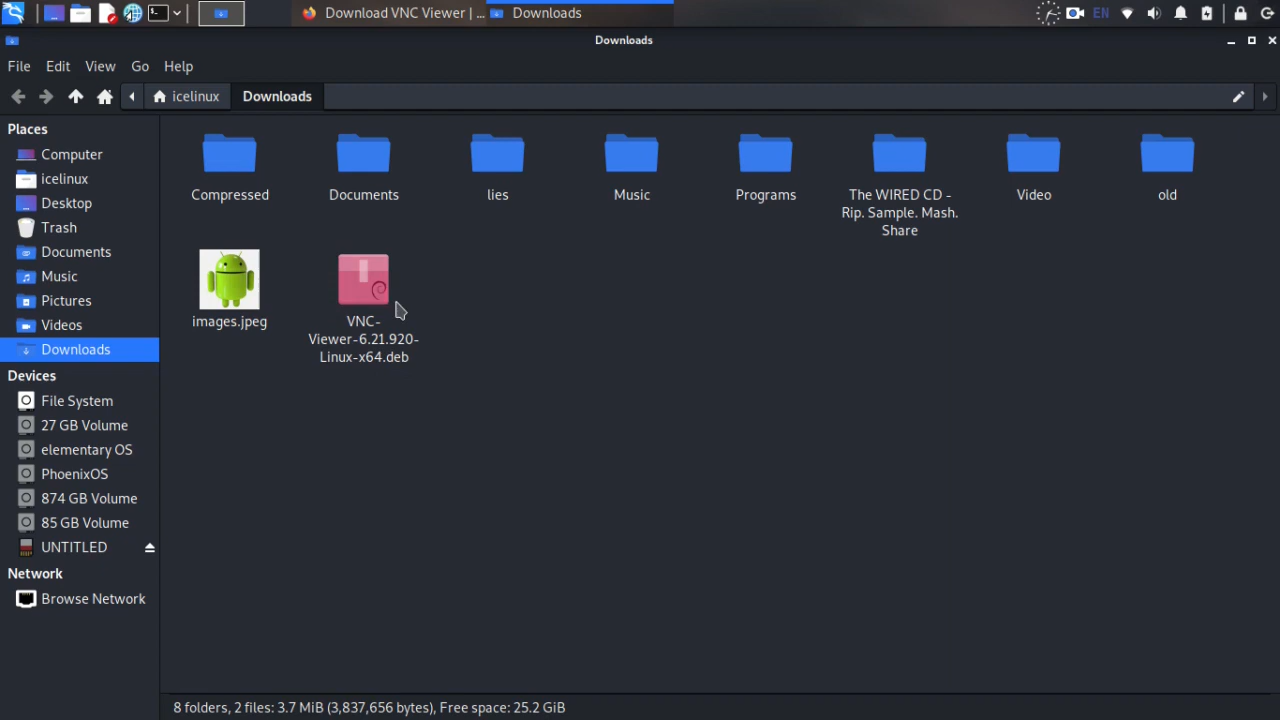 Download VNC Viewer | ...
Downloads
EN
Downloads
File Edit View Go Help
icelinux
Downloads
Places
Computer
icelinux
Desktop
Trash
Documents
Music
Pictures
Videos
Downloads
Devices
File System
27 GB Volume
elementary OS
PhoenixOS
874 GB Volume
85 GB Volume
UNTITLED
Network
Browse Network
Compressed
Documents
lies
Music
Programs
The WIRED CD -
Rip. Sample. Mash.
Share
Video
old
images.jpeg
VNC-
Viewer-6.21.920-
Linux-x64.deb
8 folders, 2 files: 3.7 MiB (3,837,656 bytes), Free space: 25.2 GiB